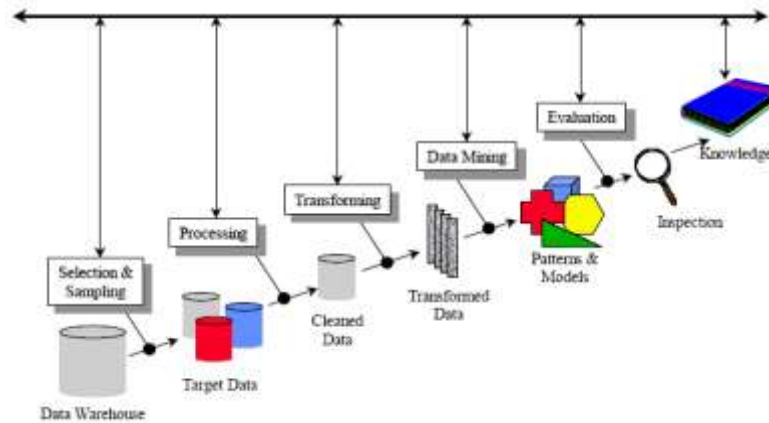 Evaluation
Knowledge
Data Mining
Transforming
Inspection
Processing
Patterns &
Models
Selection &
Sampling
Transformed
Data
Cleaned
Data
Target Data
Data Warehouse